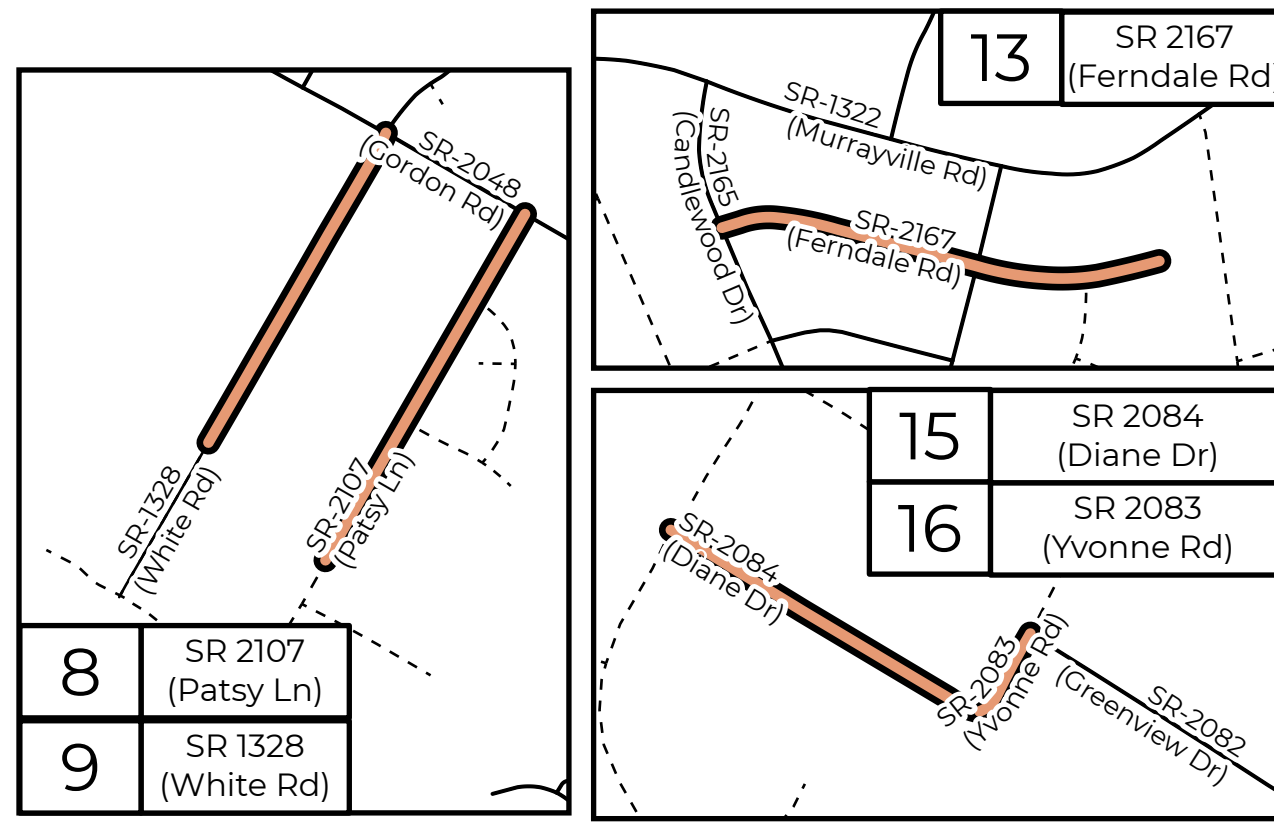 SR-2048
(Gordon Rd)
SR-1328
(White Rd)
SR-2107
(Patsy Ln)
8
SR 2107
(Patsy Ln)
9
SR 1328
(White Rd)
13
SR 2167
(Ferndale Rd)
SR-1322
(Murrayville Rd)
SR-2165
(Candlewood Dr)
SR-2167
(Ferndale Rd)
15
SR 2084
(Diane Dr)
16
SR 2083
(Yvonne Rd)
SR-2084
(Diane Dr)
SR-2083
(Yvonne Rd)
SR-2082
(Greenview Dr)